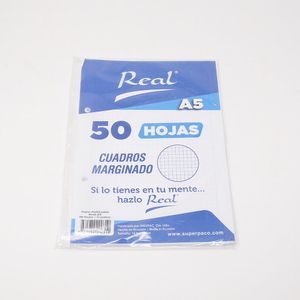 Real
A5
50 HOJAS
CUADROS
MARGINADO
Si lo tienes en tu mente...
hazlo Real
www.superpaco.com